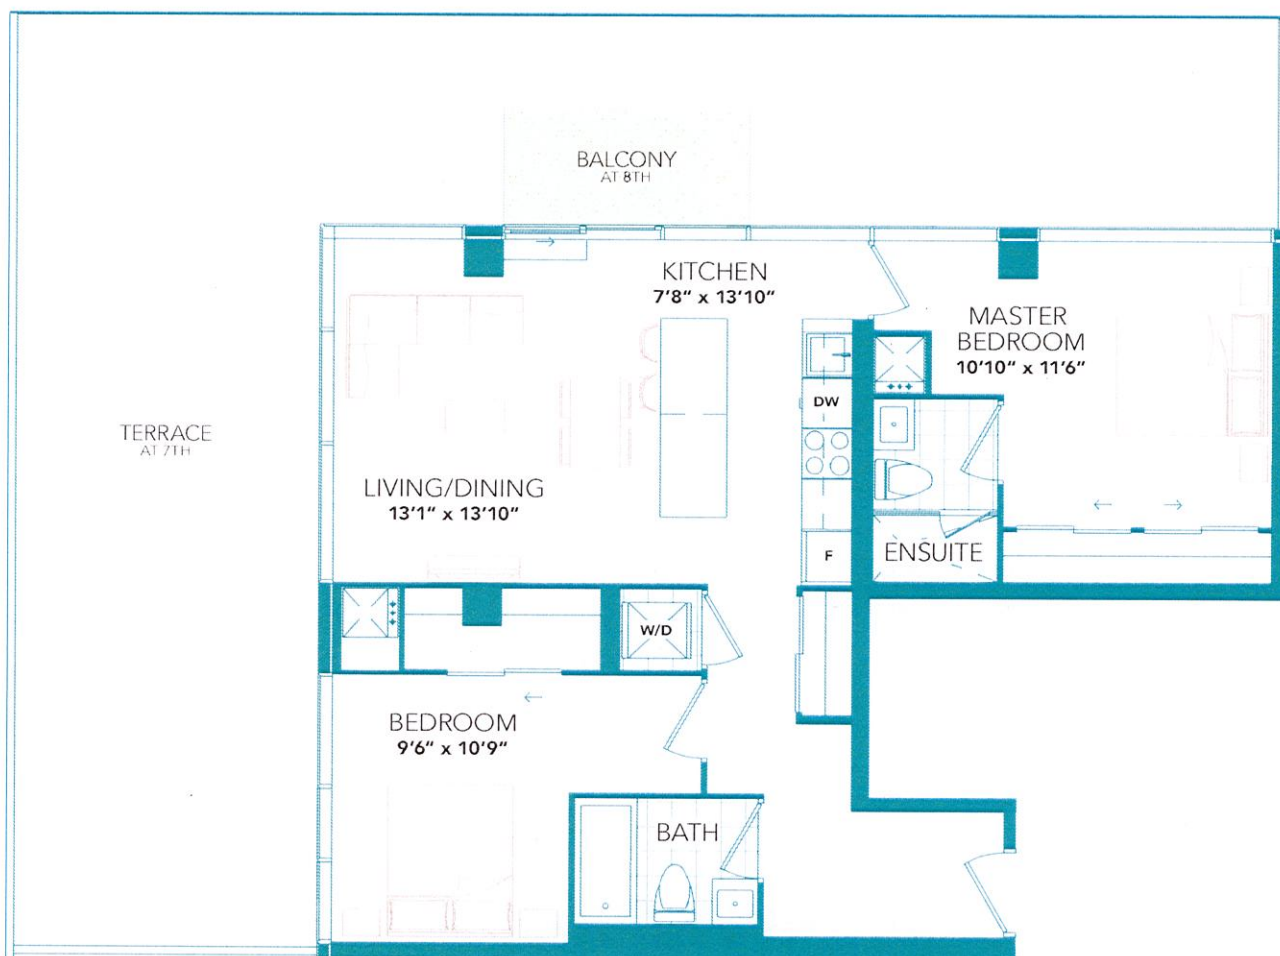 BALCONY
AT 8TH
KITCHEN
7'8" x 13'10"
MASTER
BEDROOM
10'10" x 11'6"
DW
TERRACE
AT 7TH
LIVING/DINING
13'1" x 13'10"
F
ENSUITE
W/D
BEDROOM
9'6" x 10'9"
BATH